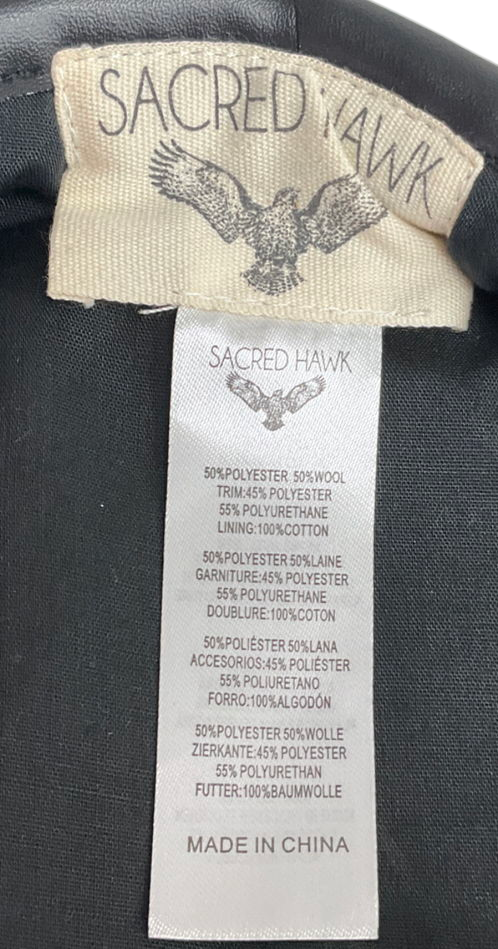 SACRED HAWK
SACRED HAWK
50%POLYESTER 50%WOOL
TRIM:45% POLYESTER
55% POLYURETHANE
LINING:100%COTTON
50%POLYESTER 50%LAINE
GARNITURE:45% POLYESTER
55% POLYURETHANE
DOUBLURE:100%COTON
50%POLIÉSTER 50%LANA
ACCESORIOS:45% POLIÉSTER
55% POLIURETANO
FORRO:100%ALGODÓN
50%POLYESTER 50%WOLLE
ZIERKANTE:45% POLYESTER
55% POLYURETHAN
FUTTER:100%BAUMWOLLE
MADE IN CHINA